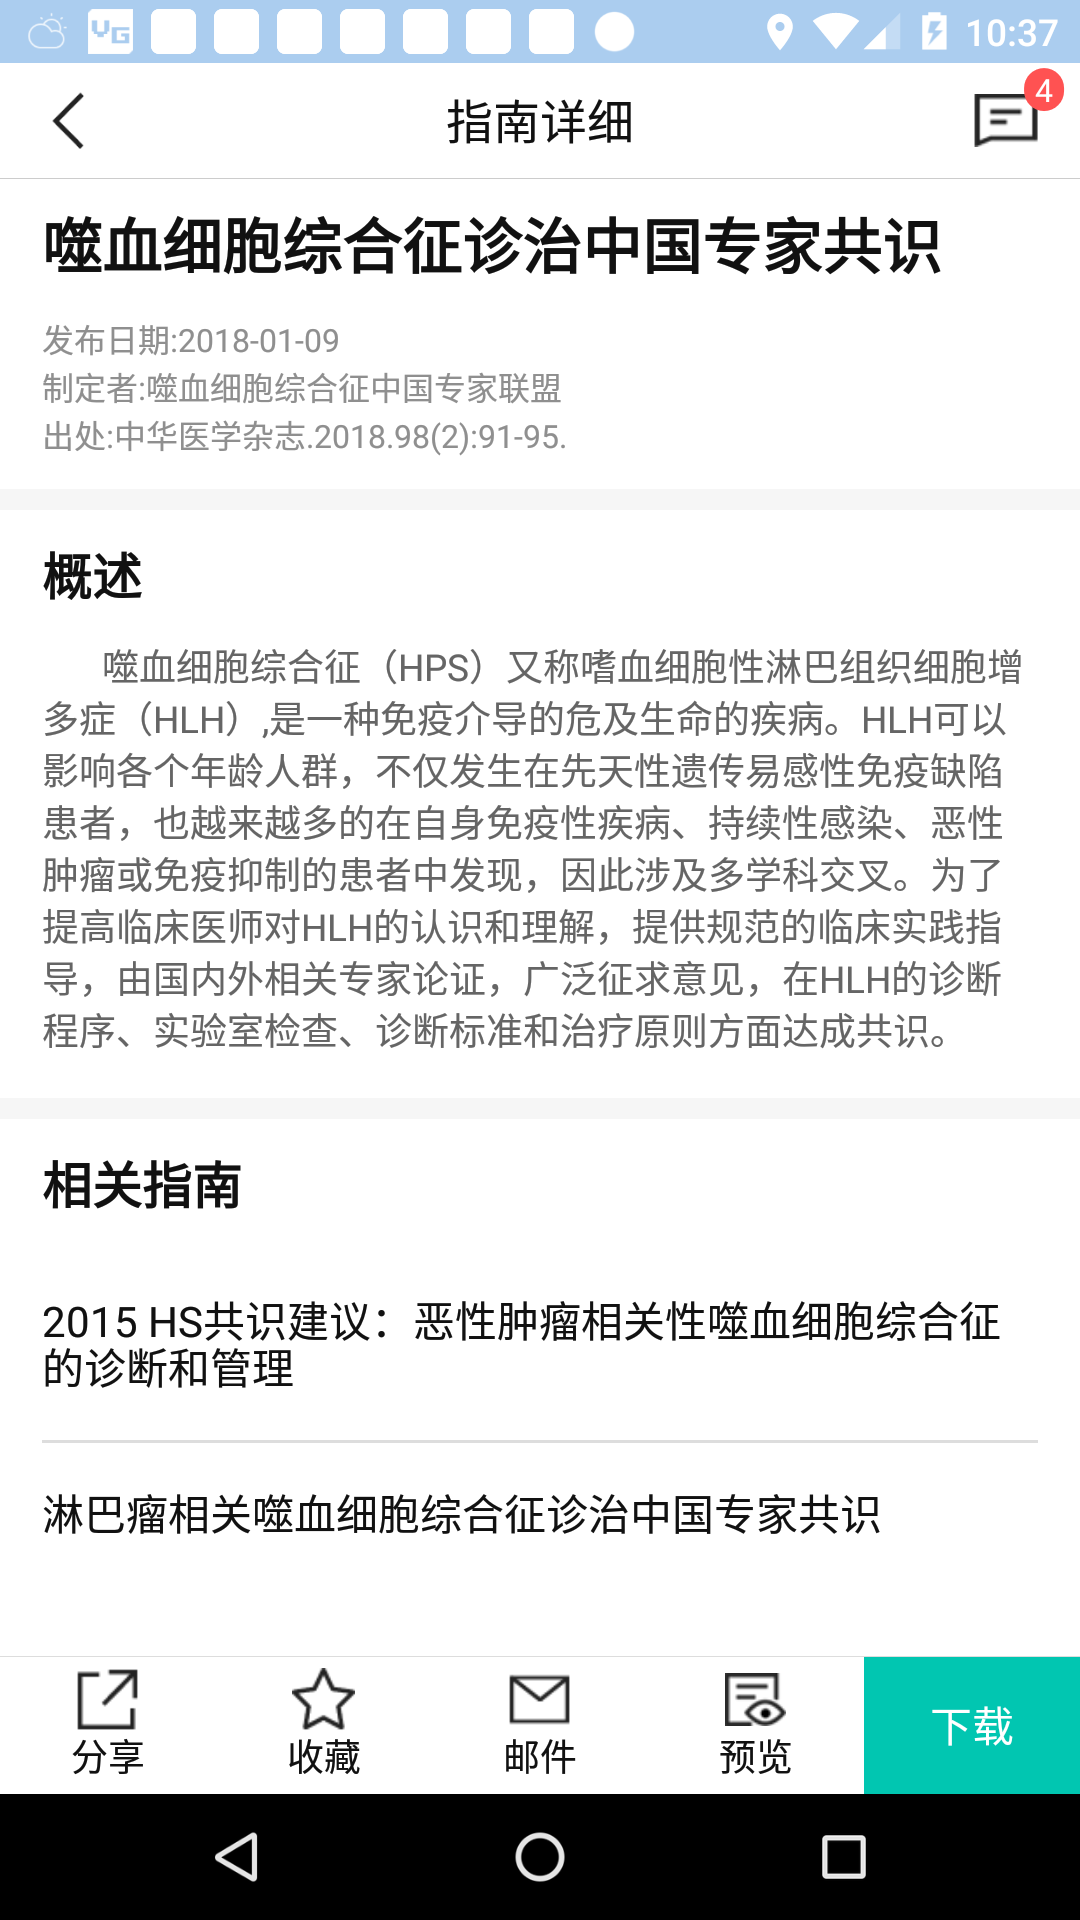 VG
10:37
指南详细
4
噬血细胞综合征诊治中国专家共识
发布日期:2018-01-09
制定者:噬血细胞综合征中国专家联盟
出处:中华医学杂志.2018.98(2):91-95.
概述
噬血细胞综合征（HPS）又称嗜血细胞性淋巴组织细胞增
多症（HLH）,是一种免疫介导的危及生命的疾病。HLH可以
影响各个年龄人群，不仅发生在先天性遗传易感性免疫缺陷
患者，也越来越多的在自身免疫性疾病、持续性感染、恶性
肿瘤或免疫抑制的患者中发现，因此涉及多学科交叉。为了
提高临床医师对HLH的认识和理解，提供规范的临床实践指
导，由国内外相关专家论证，广泛征求意见，在HLH的诊断
程序、实验室检查、诊断标准和治疗原则方面达成共识。
相关指南
2015 HS共识建议：恶性肿瘤相关性噬血细胞综合征
的诊断和管理
淋巴瘤相关噬血细胞综合征诊治中国专家共识
分享
收藏
邮件
预览
下载